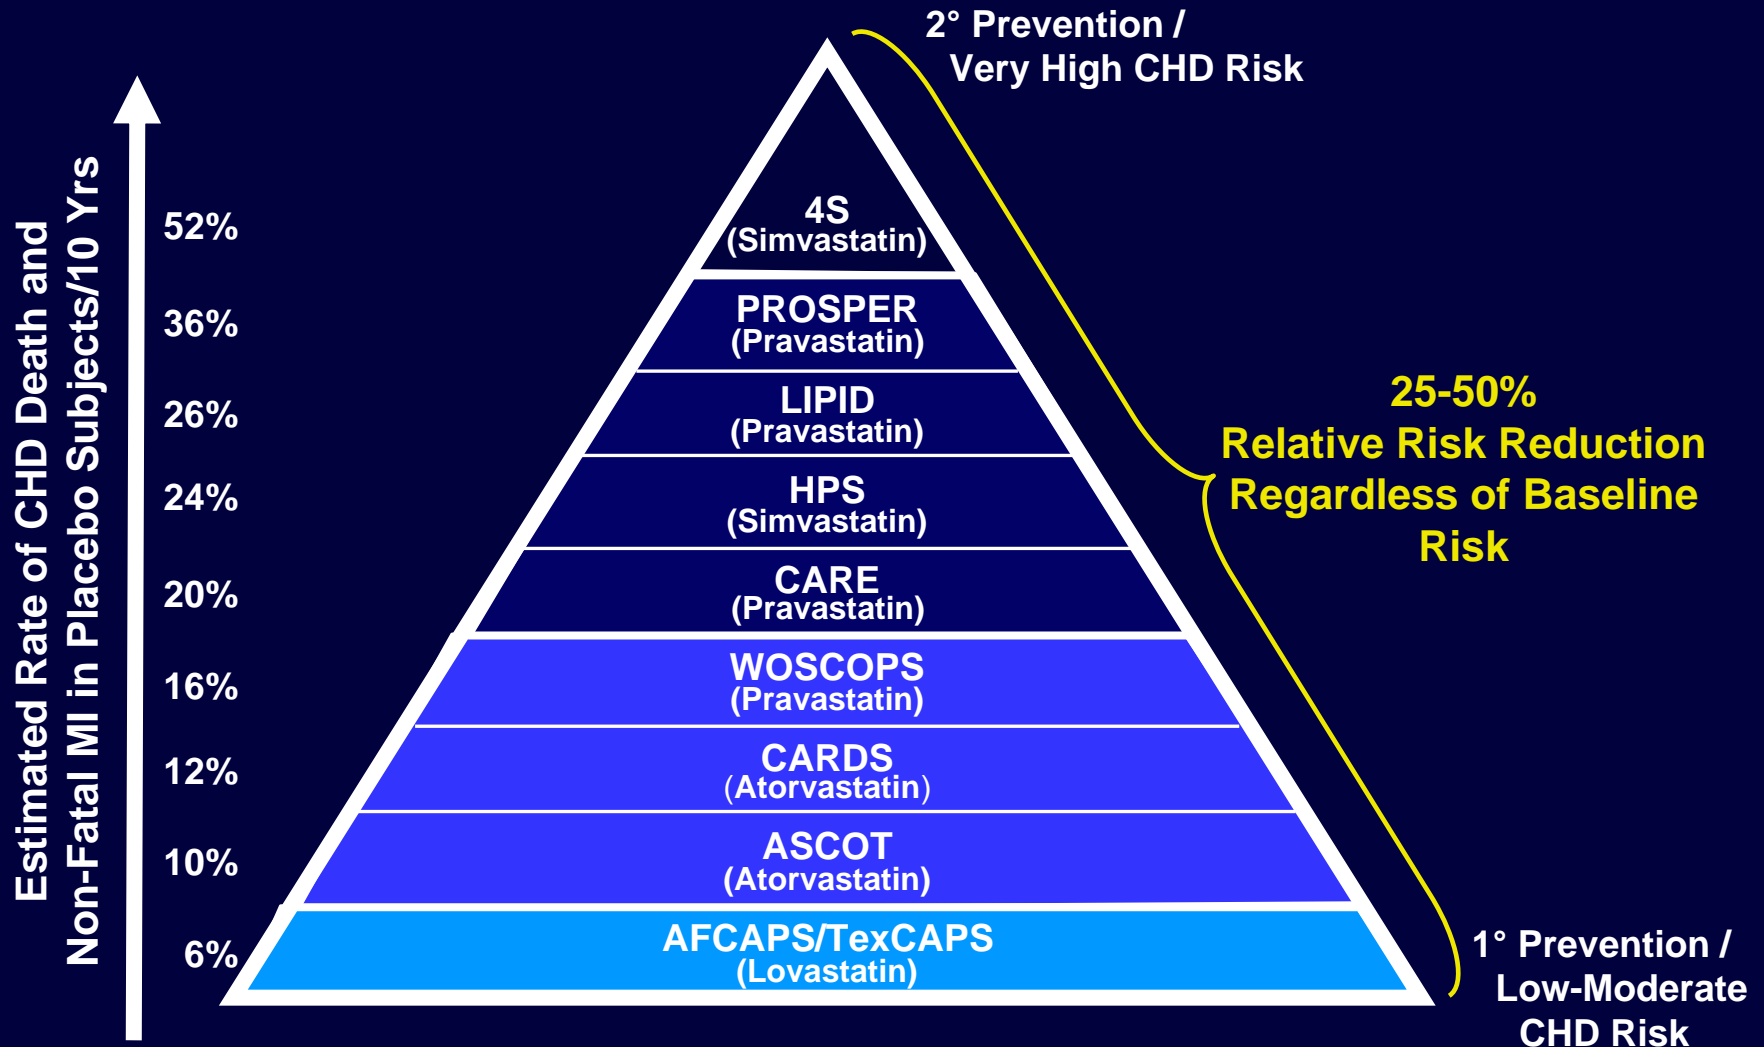 2° Prevention /
Very High CHD Risk
Estimated Rate of CHD Death and
Non-Fatal MI in Placebo Subjects/10 Yrs
52%
4S
(Simvastatin)
36%
PROSPER
(Pravastatin)
26%
LIPID
(Pravastatin)
24%
HPS
(Simvastatin)
20%
CARE
(Pravastatin)
16%
WOSCOPS
(Pravastatin)
12%
CARDS
(Atorvastatin)
10%
ASCOT
(Atorvastatin)
6%
AFCAPS/TexCAPS
(Lovastatin)
25-50%
Relative Risk Reduction
Regardless of Baseline
Risk
1° Prevention /
Low-Moderate
CHD Risk